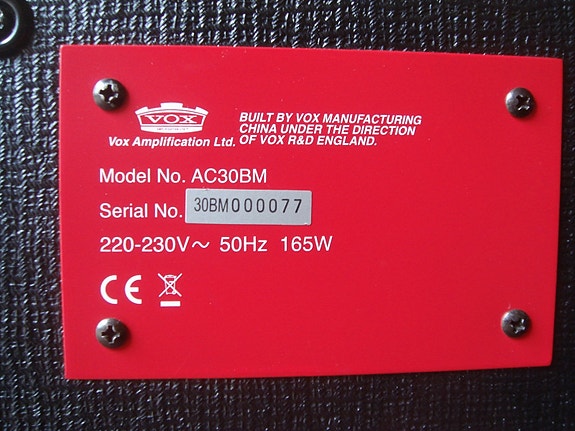 VOX
Vox Amplification Ltd.
BUILT BY VOX MANUFACTURING
CHINA UNDER THE DIRECTION
OF VOX R&D ENGLAND.
Model No. AC30BM
Serial No. 30BM000077
220-230V～ 50Hz 165W
CE